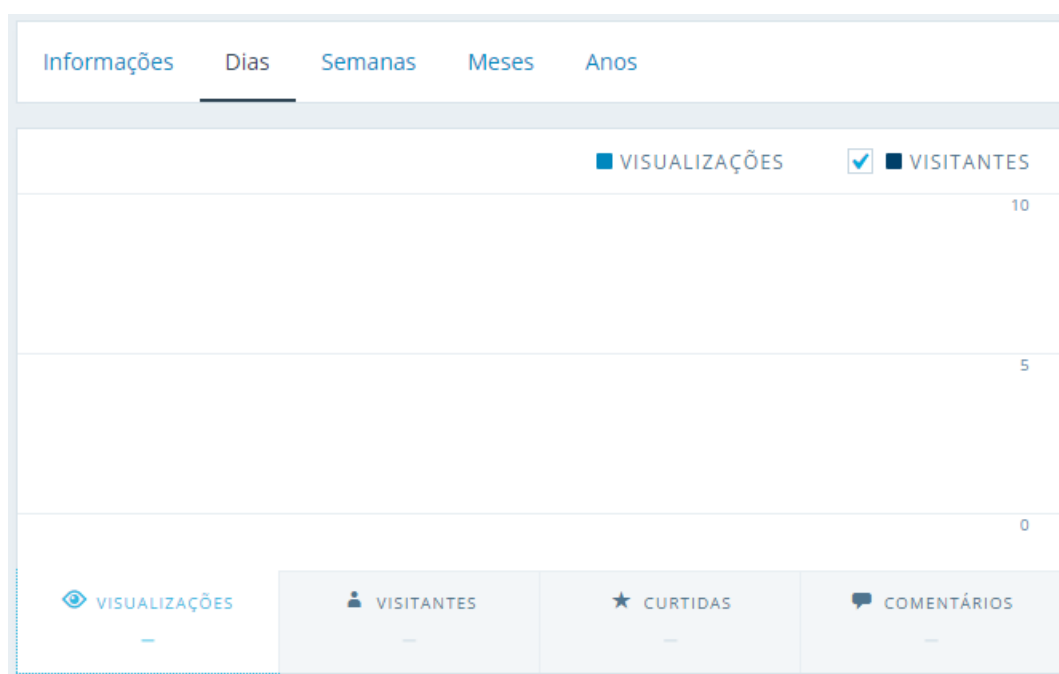 Informações Dias Semanas Meses Anos
VISUALIZAÇÕES VISITANTES
10
5
0
VISUALIZAÇÕES VISITANTES CURTIDAS COMENTÁRIOS
– – – –